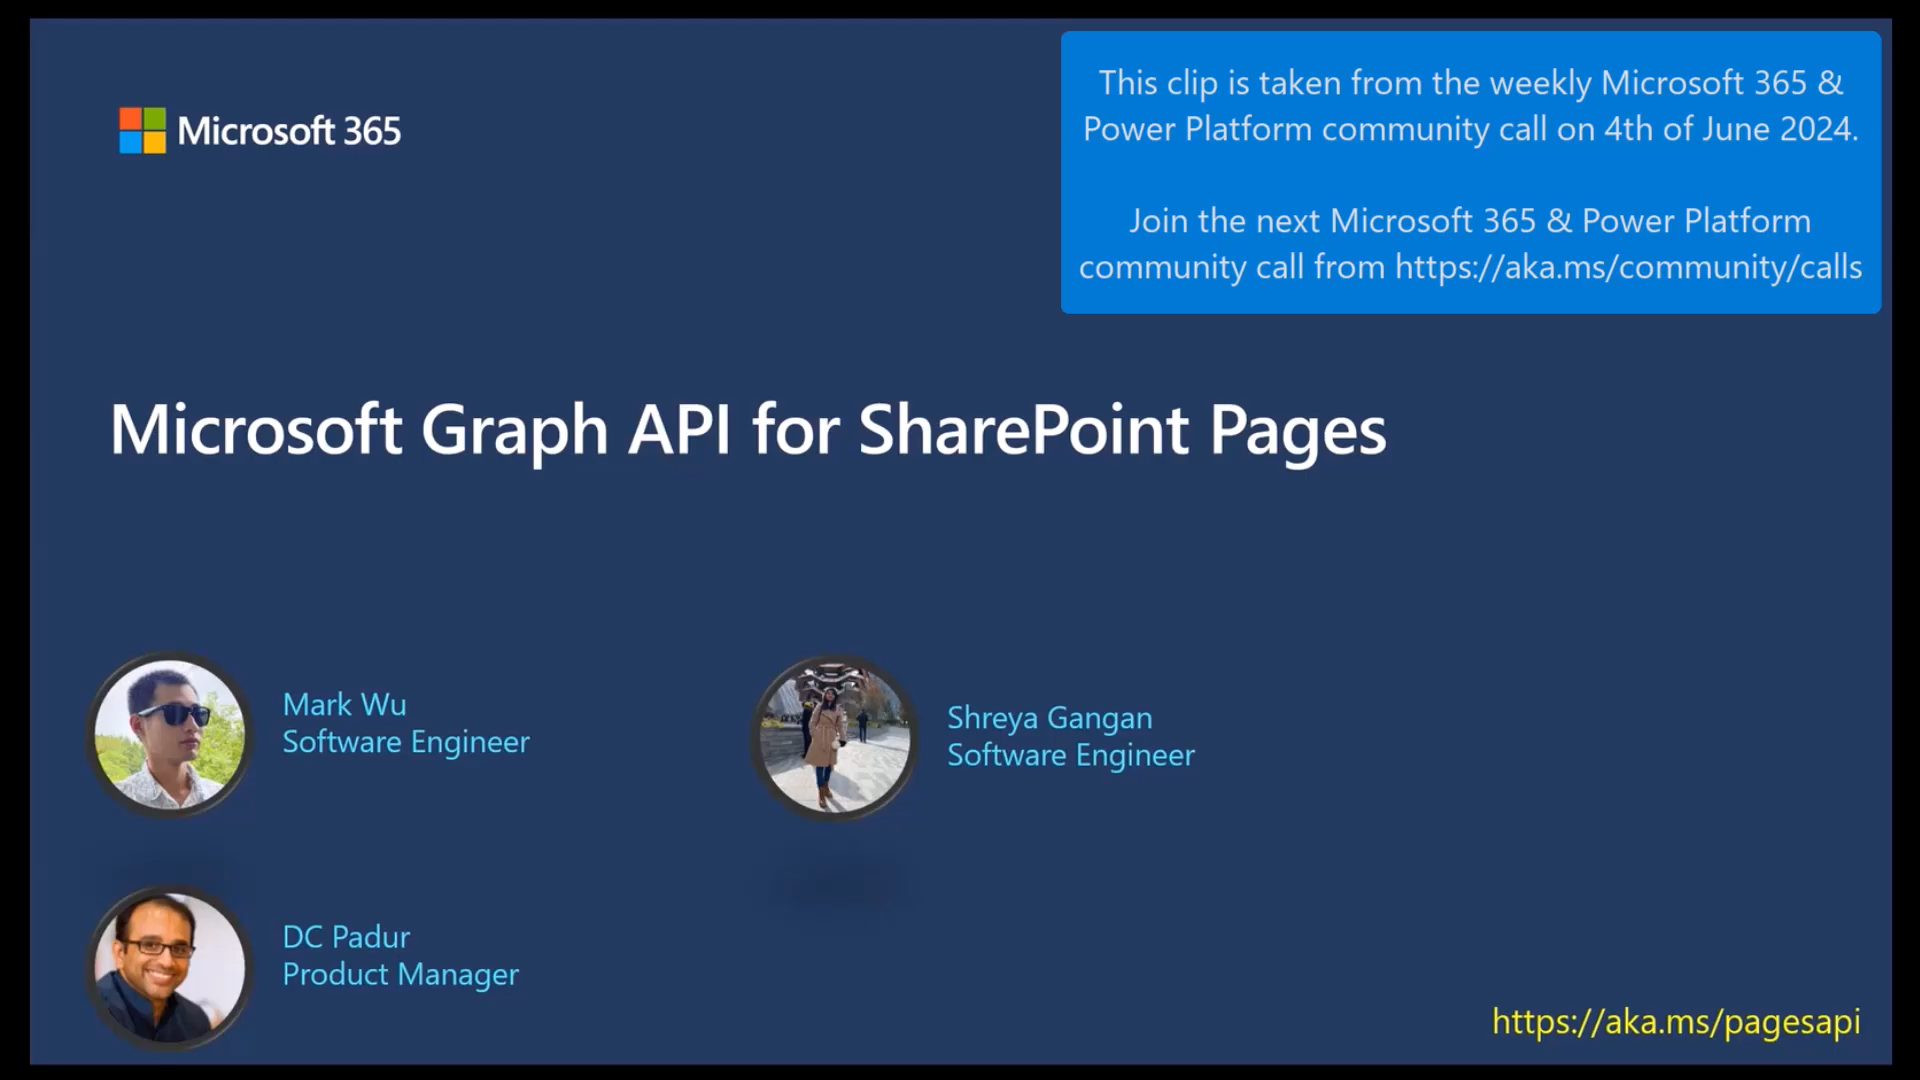 Microsoft 365
This clip is taken from the weekly Microsoft 365 &
Power Platform community call on 4th of June 2024.
Join the next Microsoft 365 & Power Platform
community call from https://aka.ms/community/calls
Microsoft Graph API for SharePoint Pages
Mark Wu
Software Engineer
Shreya Gangan
Software Engineer
DC Padur
Product Manager
https://aka.ms/pagesapi